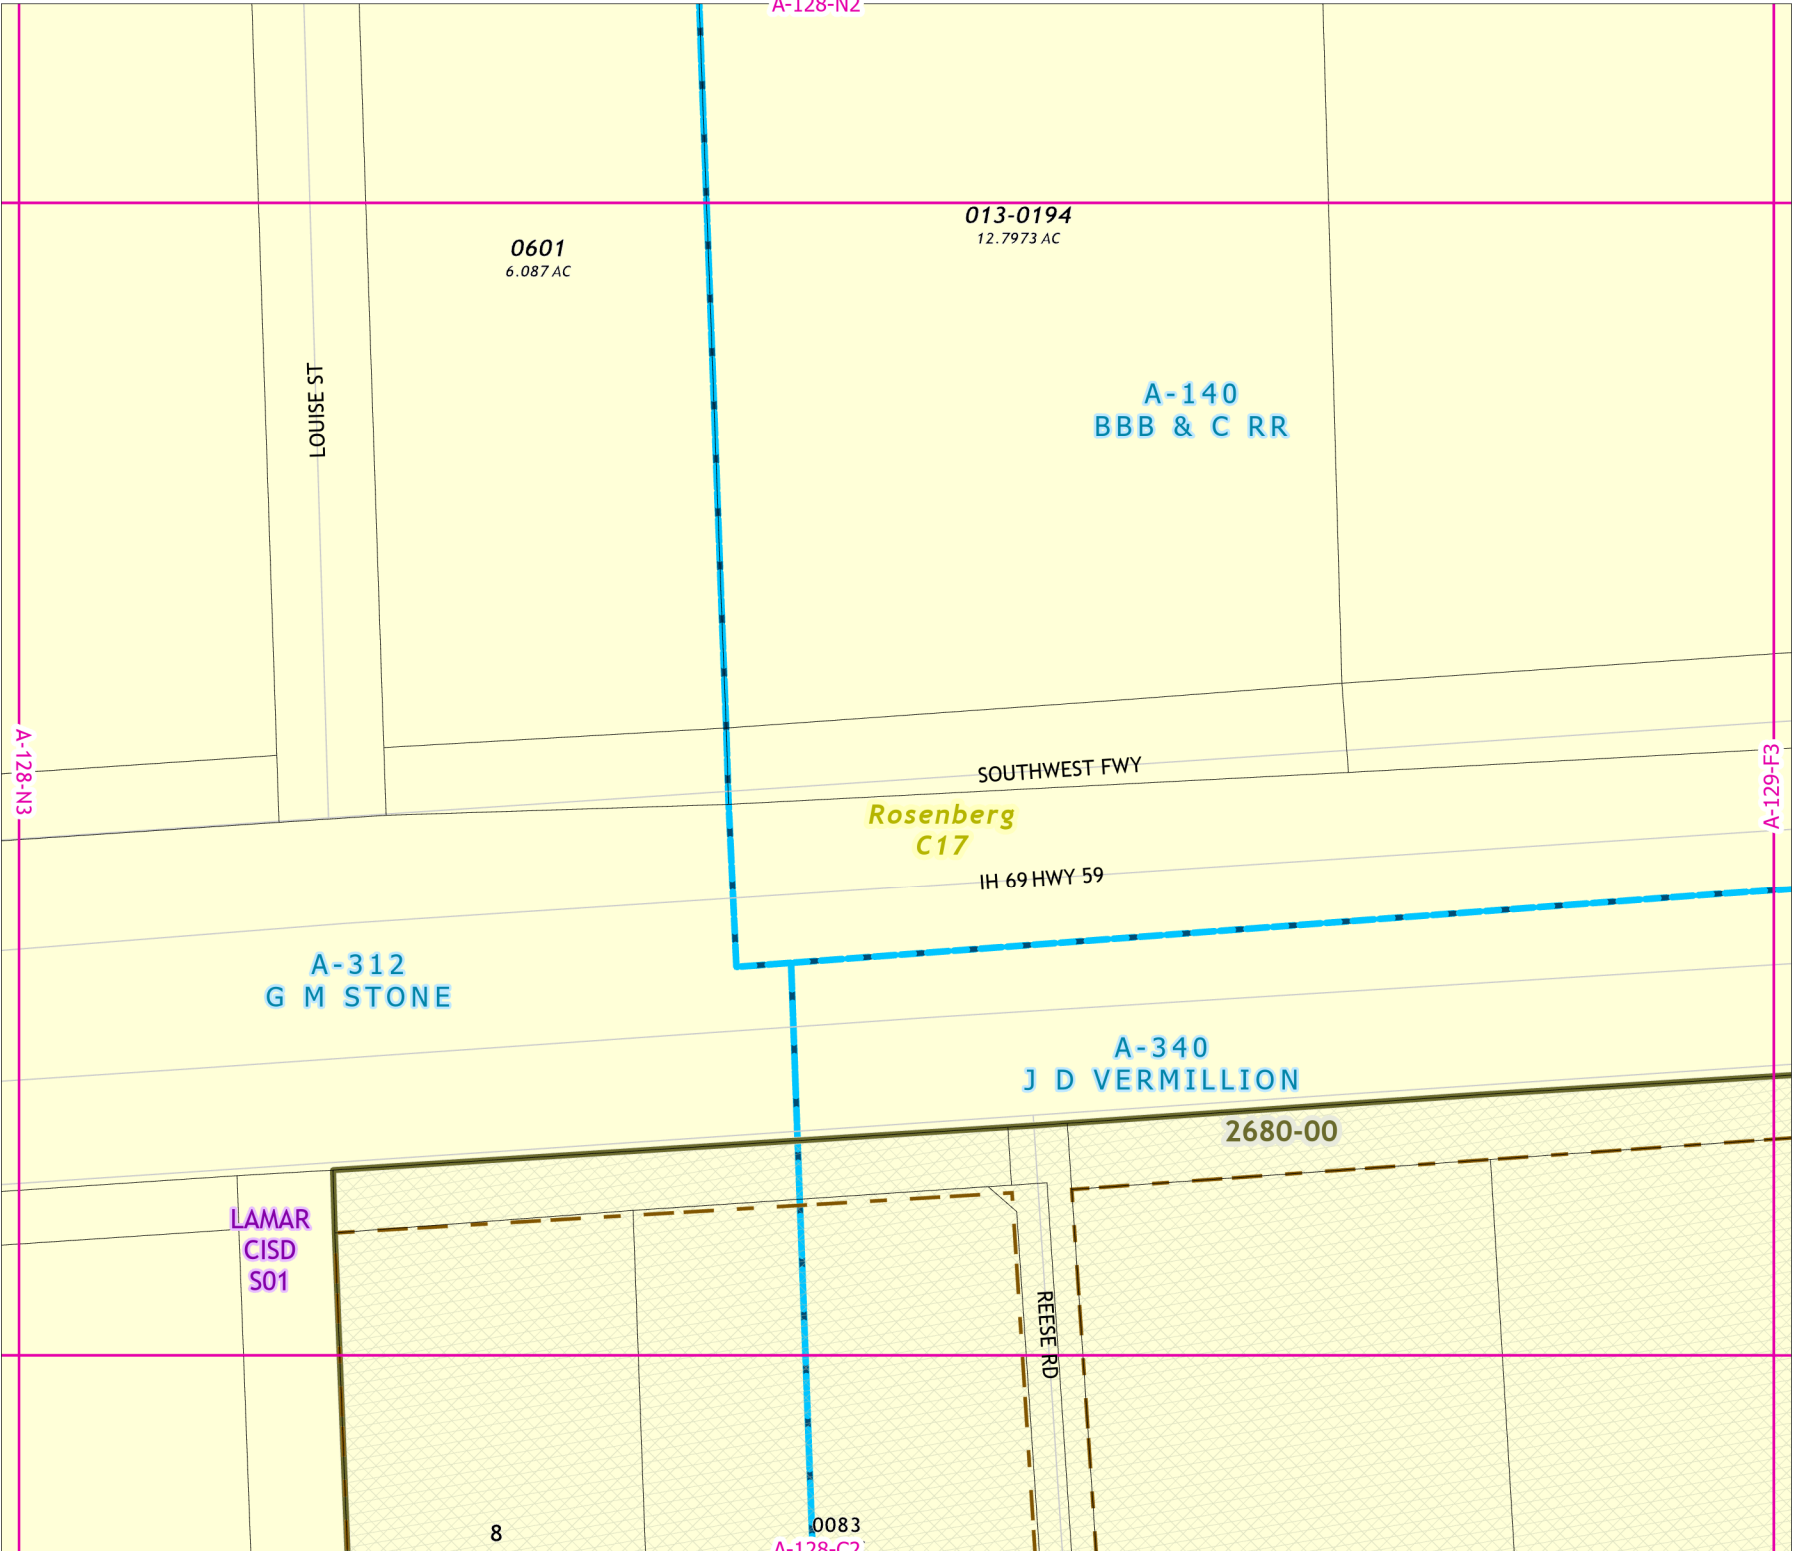 A-128-N2
013-0194
12.7973 AC
0601
6.087 AC
LOUISE ST
A-140
BBB & C RR
A-128-N3
SOUTHWEST FWY
A-129-F3
Rosenberg
C17
IH 69 HWY 59
A-312
G M STONE
A-340
J D VERMILLION
2680-00
LAMAR
CISD
S01
REESE RD
8
0083
A-128-C2